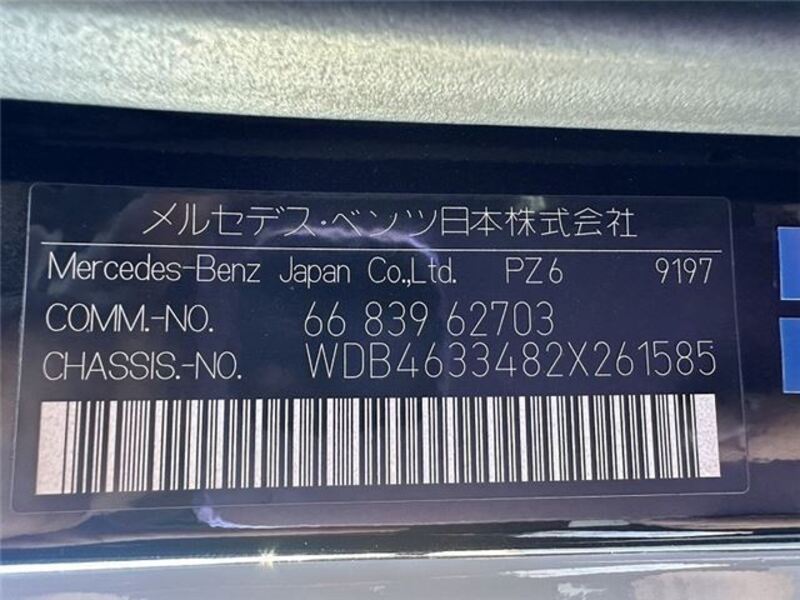 メルセデス・ベンツ日本株式会社
Mercedes-Benz Japan Co.,Ltd. PZ6 9197
COMM.-NO. 66 839 62703
CHASSIS.-NO. WDB4633482X261585